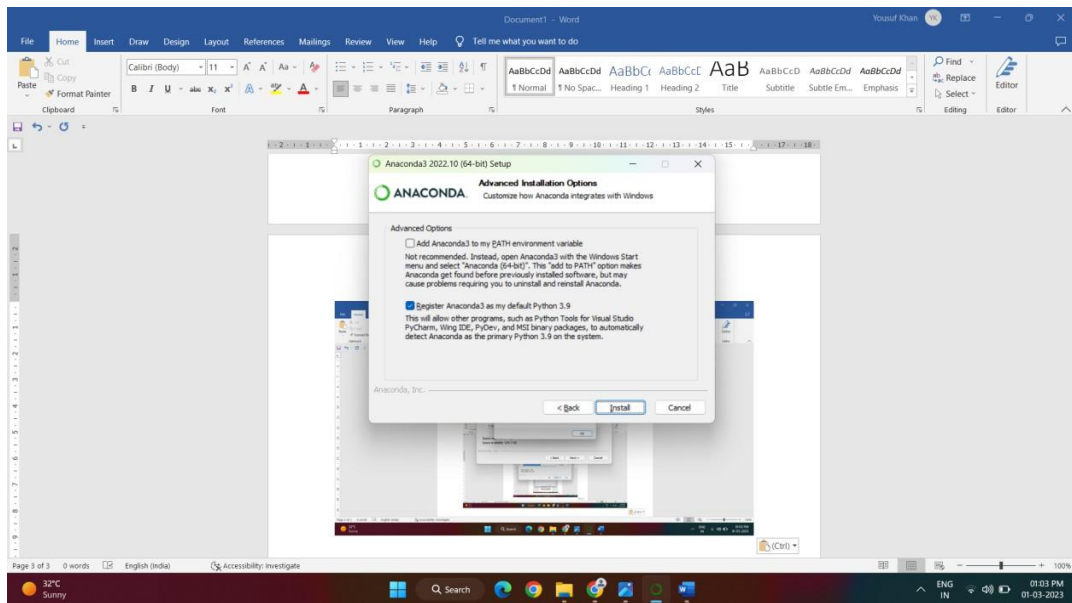 Document1 - Word
Yousuf Khan YK
File Home Insert Draw Design Layout References Mailings Review View Help Tell me what you want to do
Paste
Cut
Copy
Format Painter
Clipboard
Calibri (Body) 11
Font
Paragraph
AaBbCcDd AaBbCcDd AaBbCc AaBbCcE AaB AaBbCcD AaBbCcDd AaBbCcDd
¶ Normal ¶ No Spac... Heading 1 Heading 2 Title Subtitle Subtle Em... Emphasis
Styles
Find
Replace
Select
Editing
Editor
Editor
Anaconda3 2022.10 (64-bit) Setup
ANACONDA.
Advanced Installation Options
Customize how Anaconda integrates with Windows
Advanced Options
Add Anaconda3 to my PATH environment variable
Not recommended. Instead, open Anaconda3 with the Windows Start
menu and select "Anaconda (64-bit)". This "add to PATH" option makes
Anaconda get found before previously installed software, but may
cause problems requiring you to uninstall and reinstall Anaconda.
Register Anaconda3 as my default Python 3.9
This will allow other programs, such as Python Tools for Visual Studio
PyCharm, Wing IDE, PyDev, and MSI binary packages, to automatically
detect Anaconda as the primary Python 3.9 on the system.
Anaconda, Inc.
< Back Install Cancel
(Ctrl)
Page 3 of 3 0 words English (India) Accessibility: Investigate 100%
32°C
Sunny
Search
ENG
IN
01:03 PM
01-03-2023